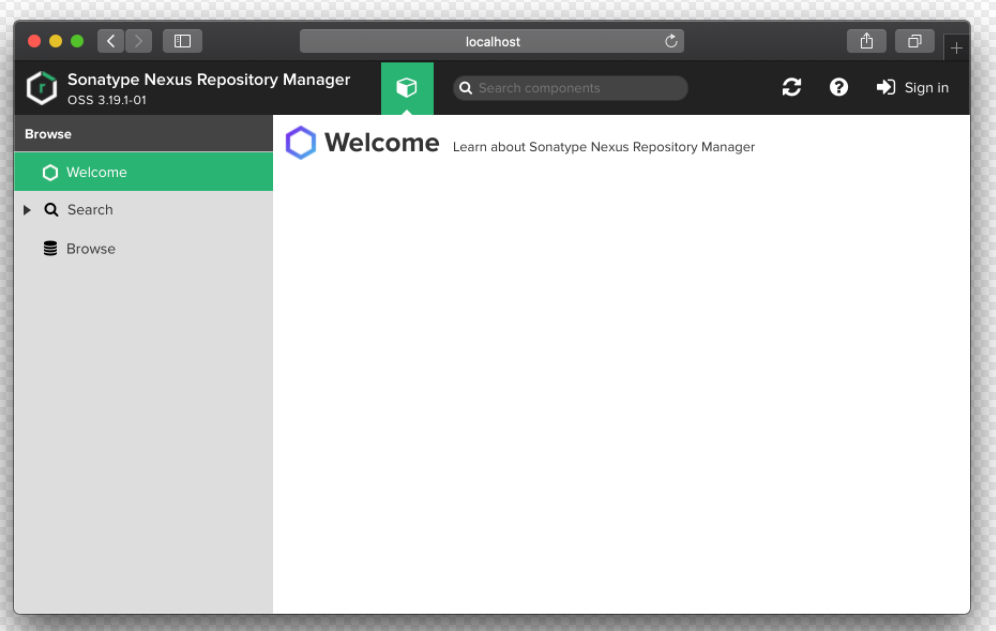 localhost
Sonatype Nexus Repository Manager
OSS 3.19.1-01
Search components
Sign in
Browse
Welcome
Search
Browse
Welcome Learn about Sonatype Nexus Repository Manager